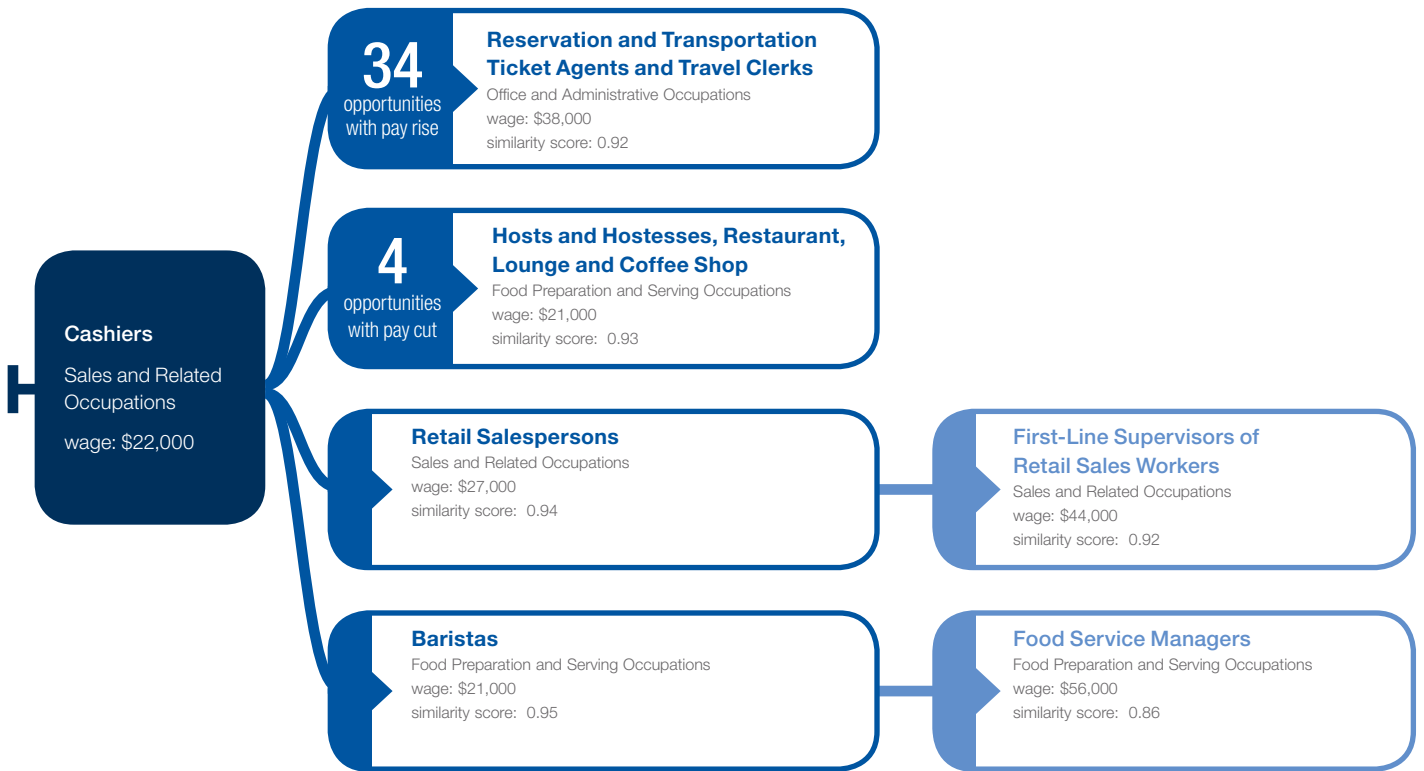 Cashiers
Sales and Related
Occupations
wage: $22,000
34
opportunities
with pay rise
Reservation and Transportation
Ticket Agents and Travel Clerks
Office and Administrative Occupations
wage: $38,000
similarity score: 0.92
4
opportunities
with pay cut
Hosts and Hostesses, Restaurant,
Lounge and Coffee Shop
Food Preparation and Serving Occupations
wage: $21,000
similarity score: 0.93
Retail Salespersons
Sales and Related Occupations
wage: $27,000
similarity score: 0.94
First-Line Supervisors of
Retail Sales Workers
Sales and Related Occupations
wage: $44,000
similarity score: 0.92
Baristas
Food Preparation and Serving Occupations
wage: $21,000
similarity score: 0.95
Food Service Managers
Food Preparation and Serving Occupations
wage: $56,000
similarity score: 0.86